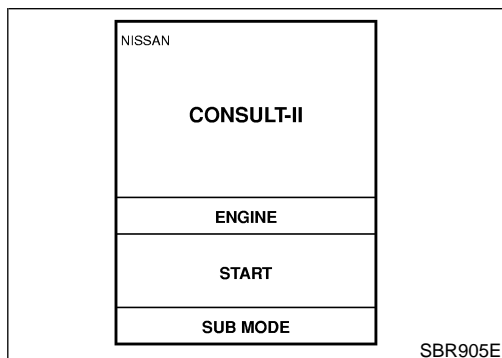 NISSAN
CONSULT-II
ENGINE
START
SUB MODE
SBR905E